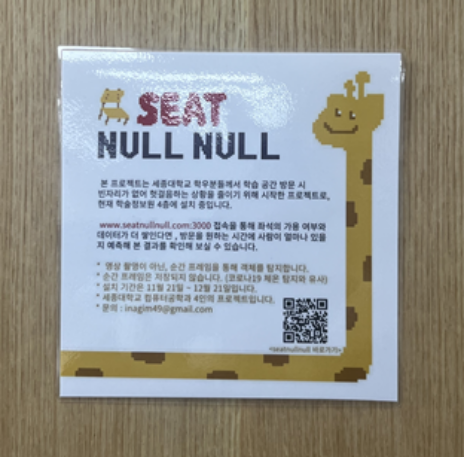 SEAT
NULL NULL
본 프로젝트는 세종대학교 학우분들께서 학습 공간 방문 시
빈자리가 없어 헛걸음하는 상황을 줄이기 위해 시작한 프로젝트로,
현재 학술정보원 4층에 설치 중입니다.
www.seatnullnull.com:3000 접속을 통해 좌석의 가용 여부와
데이터가 더 쌓인다면, 방문을 원하는 시간에 사람이 얼마나 있을
지 예측해 본 결과를 확인해 보실 수 있습니다.
* 영상 촬영이 아닌, 순간 프레임을 통해 객체를 탐지합니다.
* 순간 프레임은 저장되지 않습니다. (코로나19 체온 탐지와 유사)
* 설치 기간은 11월 21일 ~ 12월 21일입니다.
* 세종대학교 컴퓨터공학과 4인의 프로젝트입니다.
* 문의 : inagim49@gmail.com
<seatnullnull 바로가기>